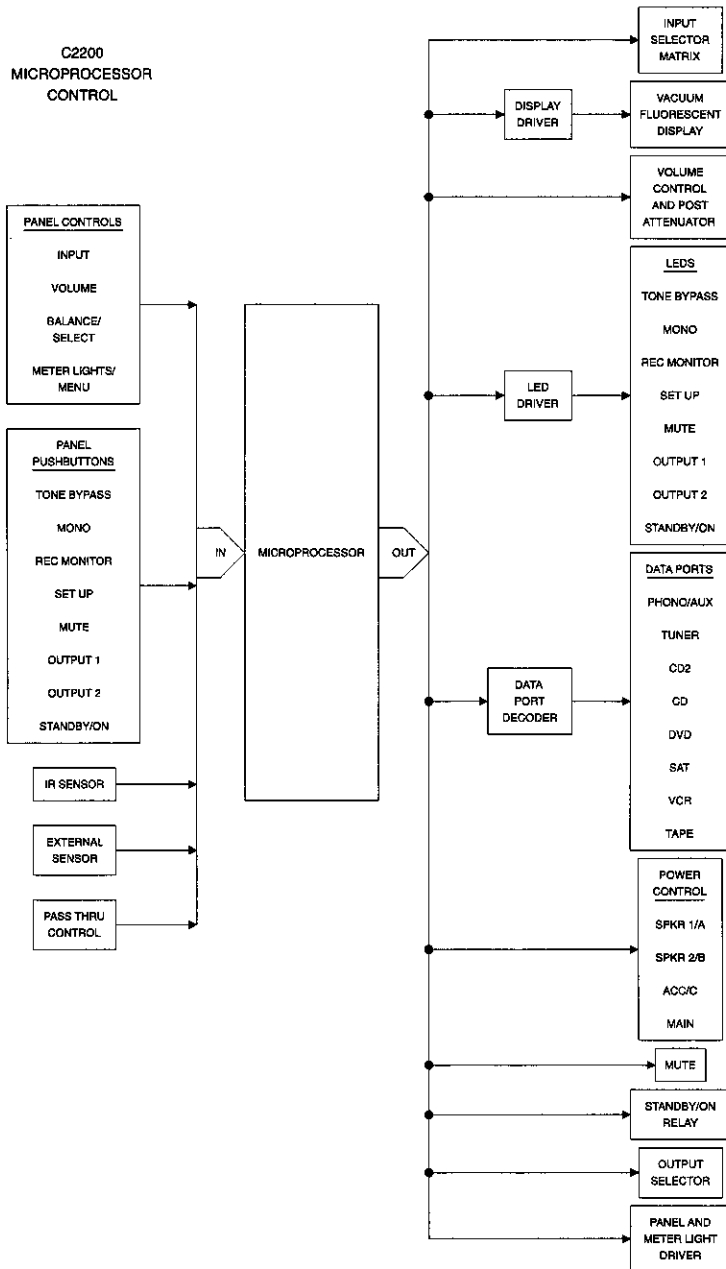 C2200
MICROPROCESSOR
CONTROL
PANEL CONTROLS
INPUT
VOLUME
BALANCE/
SELECT
METER LIGHTS/
MENU
PANEL
PUSHBUTTONS
TONE BYPASS
MONO
REC MONITOR
SET UP
MUTE
OUTPUT 1
OUTPUT 2
STANDBY/ON
IR SENSOR
EXTERNAL
SENSOR
PASS THRU
CONTROL
IN
MICROPROCESSOR
OUT
INPUT
SELECTOR
MATRIX
DISPLAY
DRIVER
VACUUM
FLUORESCENT
DISPLAY
VOLUME
CONTROL
AND POST
ATTENUATOR
LED
DRIVER
LEDS
TONE BYPASS
MONO
REC MONITOR
SET UP
MUTE
OUTPUT 1
OUTPUT 2
STANDBY/ON
DATA
PORT
DECODER
DATA PORTS
PHONO/AUX
TUNER
CD2
CD
DVD
SAT
VCR
TAPE
POWER
CONTROL
SPKR 1/A
SPKR 2/B
ACC/C
MAIN
MUTE
STANDBY/ON
RELAY
OUTPUT
SELECTOR
PANEL AND
METER LIGHT
DRIVER